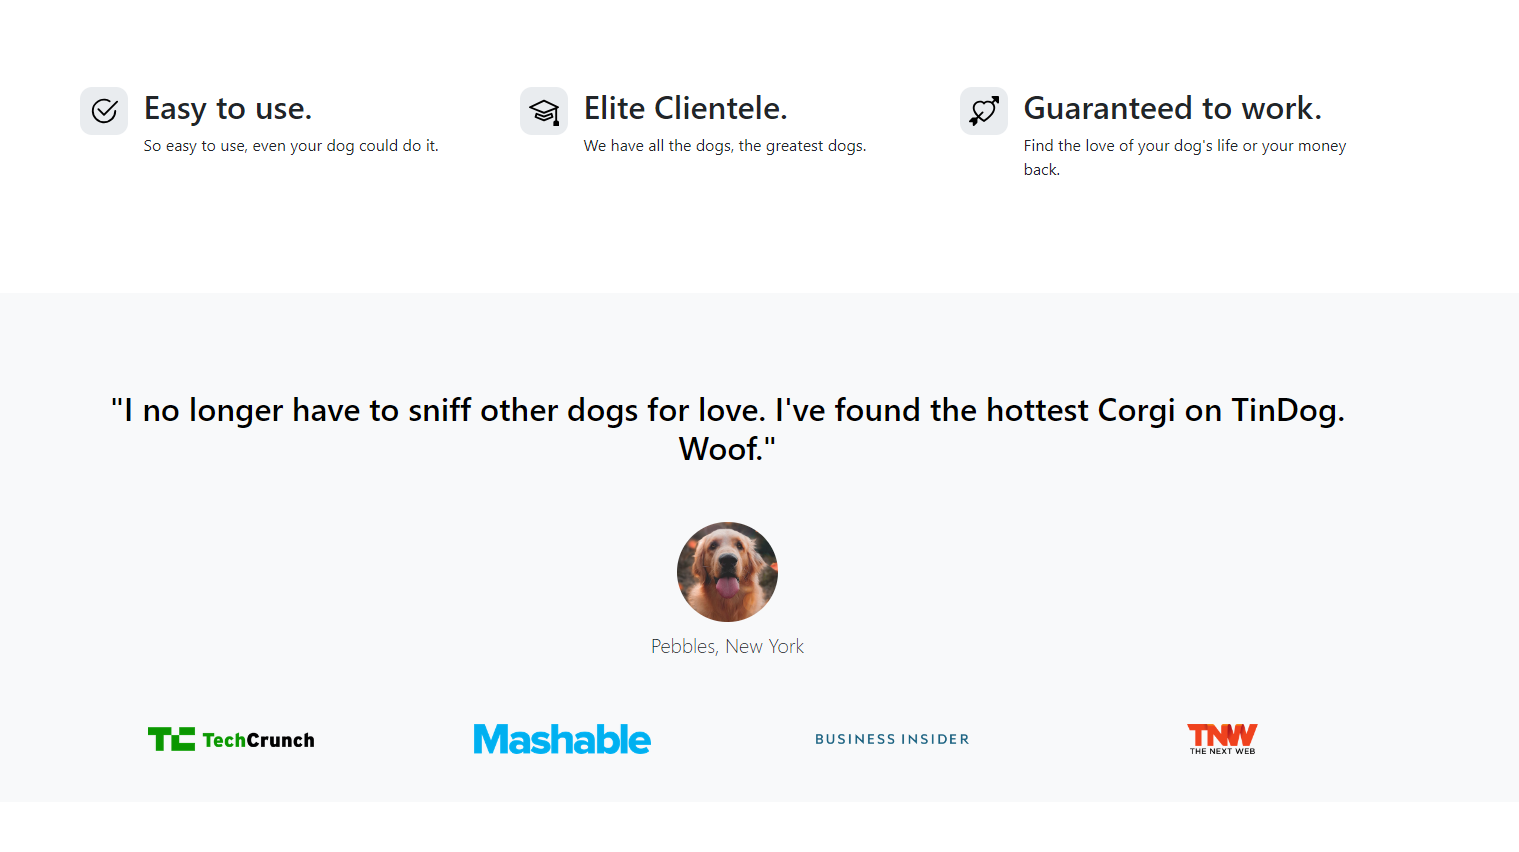 Easy to use.
So easy to use, even your dog could do it.
Elite Clientele.
We have all the dogs, the greatest dogs.
Guaranteed to work.
Find the love of your dog's life or your money
back.
"I no longer have to sniff other dogs for love. I've found the hottest Corgi on TinDog.
Woof."
Pebbles, New York
TC TechCrunch
Mashable
BUSINESS INSIDER
TNW
THE NEXT WEB